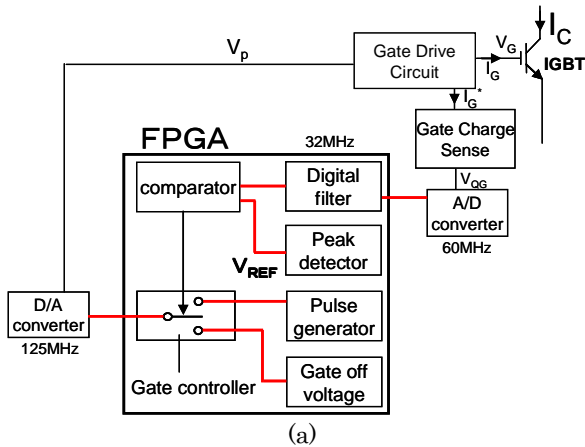 I_C
V_p
Gate Drive
Circuit
V_G
I_G
IGBT
I_G*
FPGA
32MHz
Gate Charge
Sense
comparator
Digital
filter
V_QG
A/D
converter
60MHz
Peak
detector
V_REF
D/A
converter
125MHz
Pulse
generator
Gate controller
Gate off
voltage
(a)